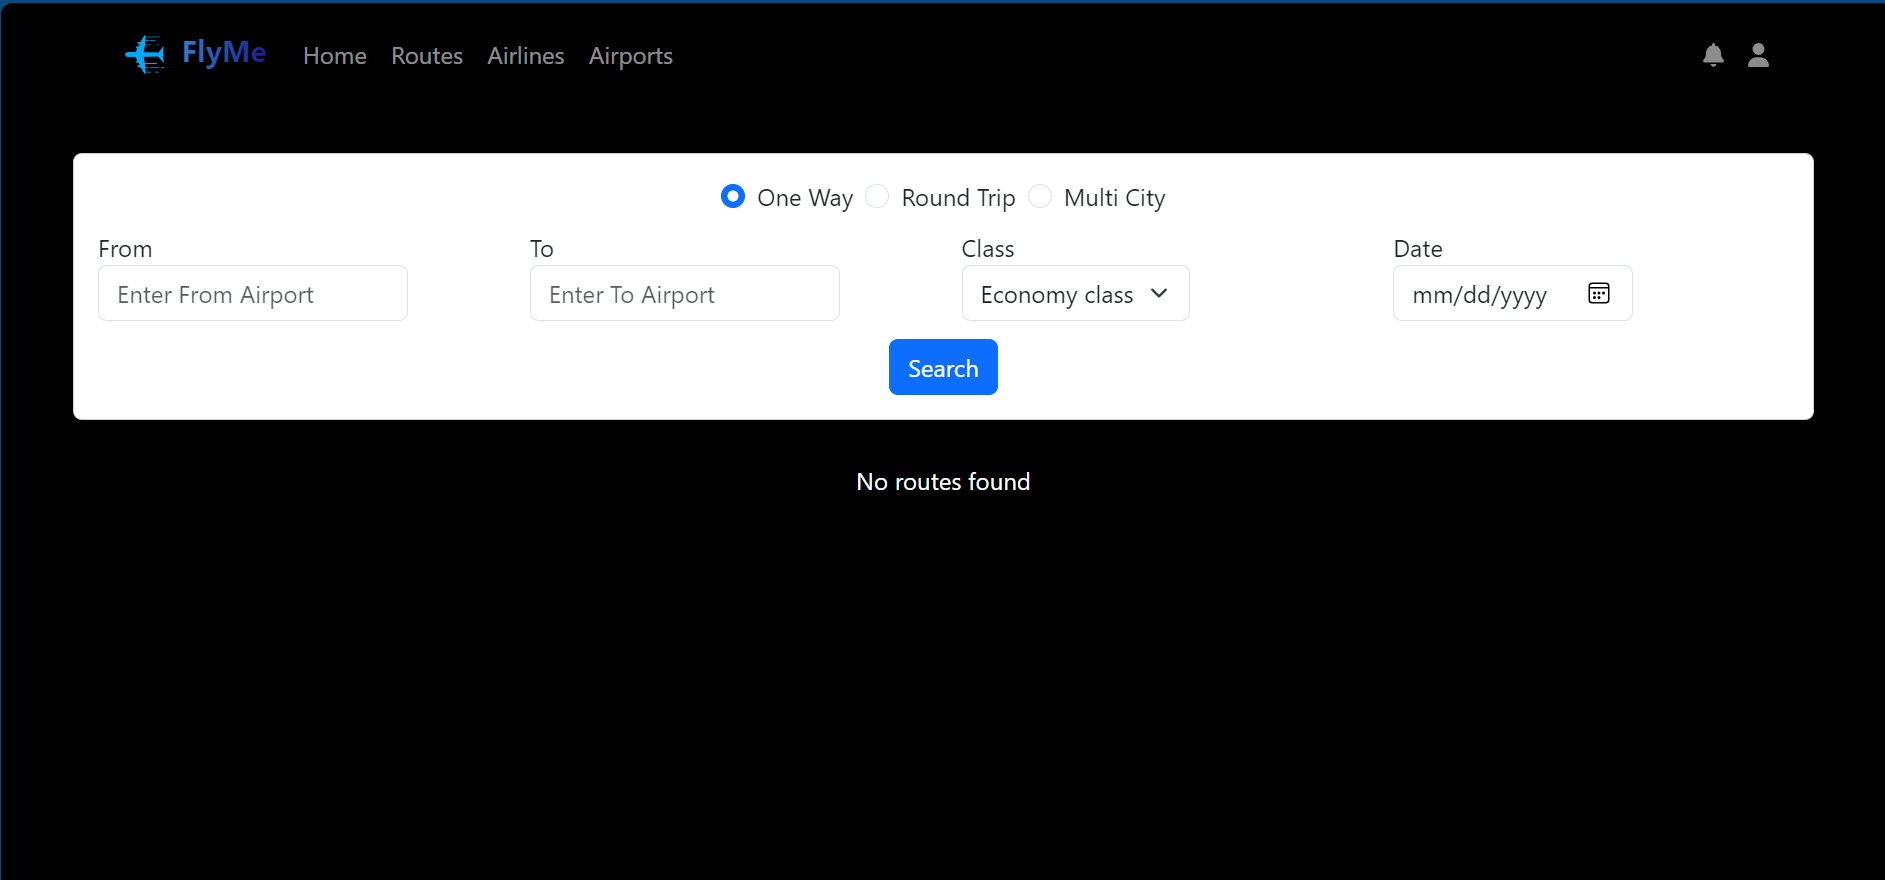 FlyMe Home Routes Airlines Airports
One Way Round Trip Multi City
From To Class Date
Enter From Airport Enter To Airport Economy class mm/dd/yyyy
Search
No routes found